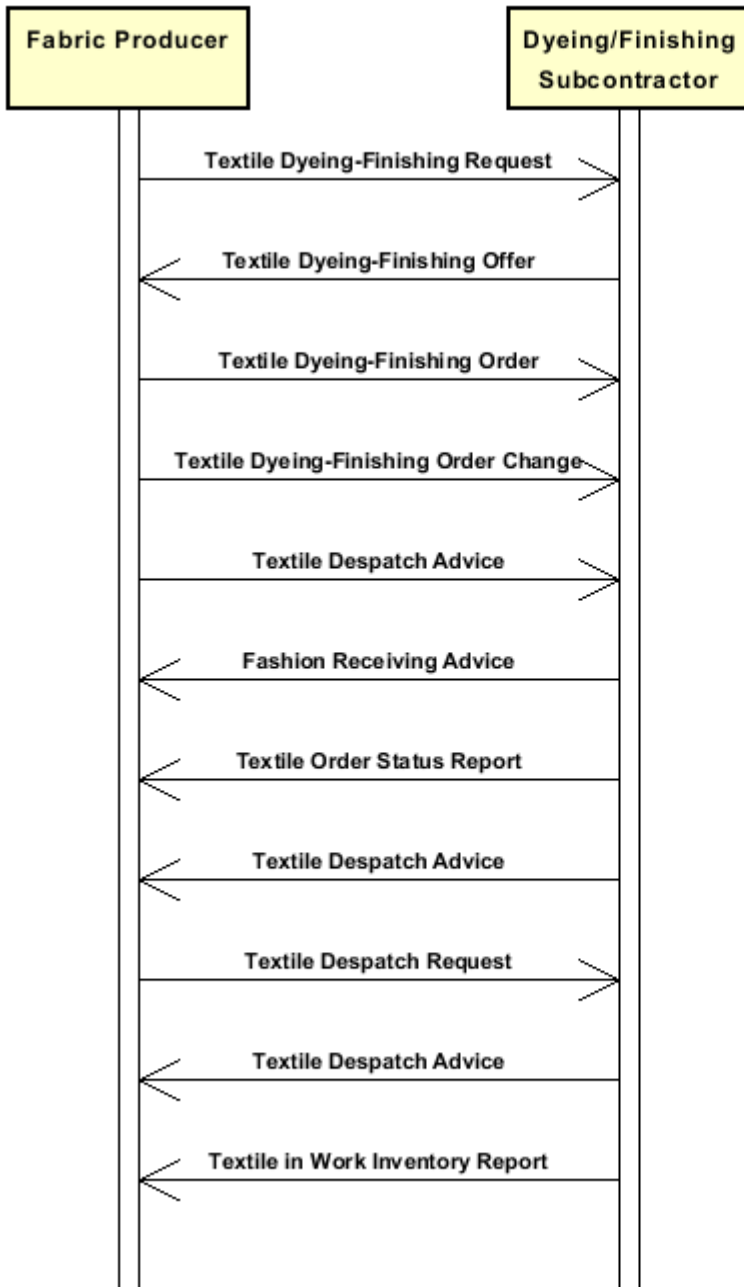 Fabric Producer
Dyeing/Finishing
Subcontractor
Textile Dyeing-Finishing Request
Textile Dyeing-Finishing Offer
Textile Dyeing-Finishing Order
Textile Dyeing-Finishing Order Change
Textile Despatch Advice
Fashion Receiving Advice
Textile Order Status Report
Textile Despatch Advice
Textile Despatch Request
Textile Despatch Advice
Textile in Work Inventory Report